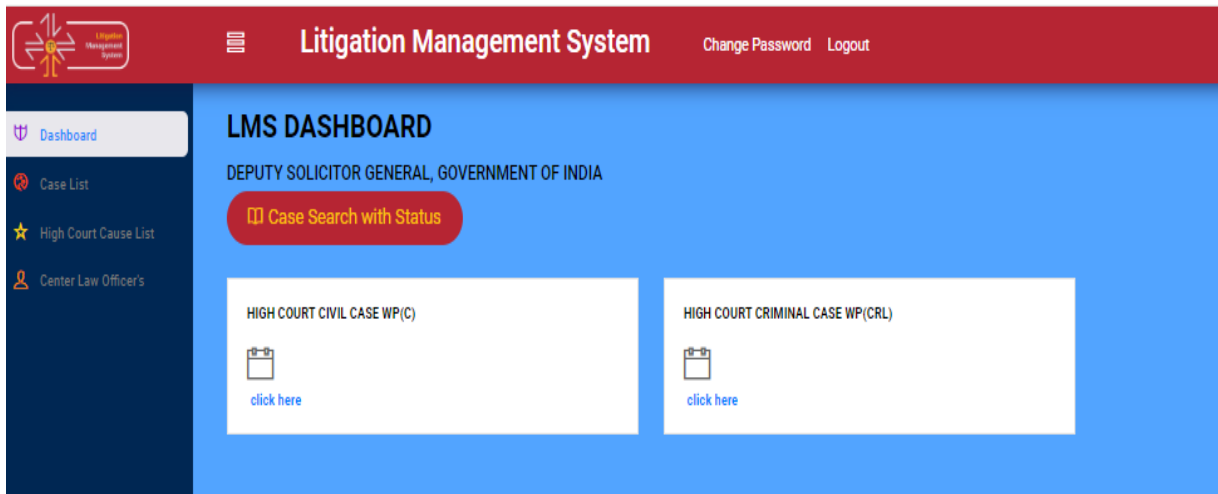 Litigation
Management
System
Litigation Management System
Change Password
Logout
Dashboard
Case List
High Court Cause List
Center Law Officer's
LMS DASHBOARD
DEPUTY SOLICITOR GENERAL, GOVERNMENT OF INDIA
Case Search with Status
HIGH COURT CIVIL CASE WP(C)
click here
HIGH COURT CRIMINAL CASE WP(CRL)
click here